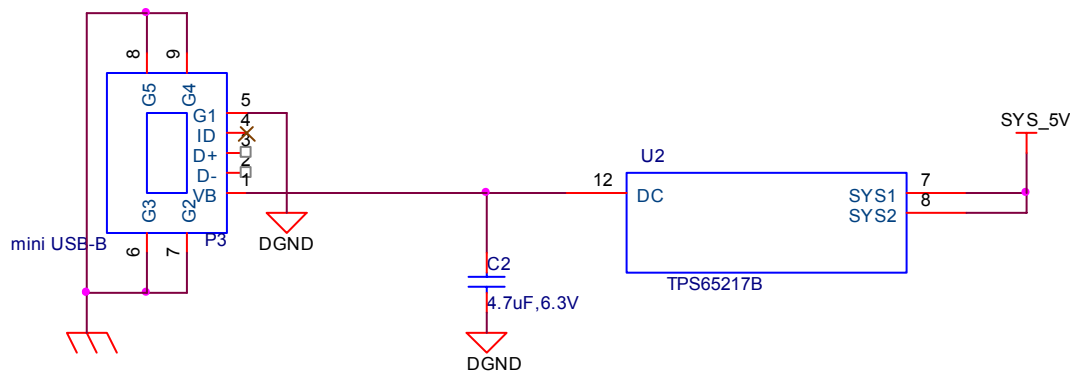 8
9
G5
G4
5
G1
4
ID
3
D+
2
D-
1
VB
G3
G2
mini USB-B
P3
6
7
DGND
C2
4.7uF,6.3V
DGND
U2
12
DC
SYS1
7
SYS2
8
TPS65217B
SYS_5V